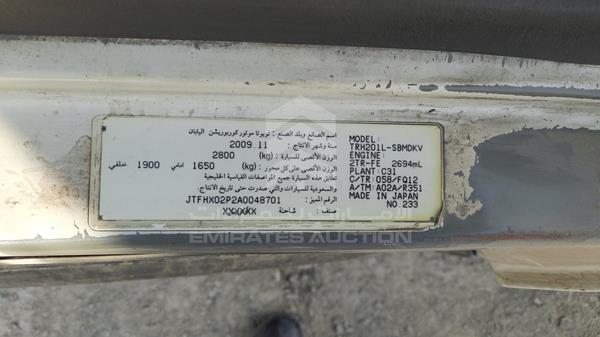 اسم الصانع وبلد الصنع : تويوتا موتور كوربوريشن اليابان
سنة وشهر الانتاج : 2009.11
الوزن الأقصى للسيارة (kg) 2800
الوزن الأقصى على كل محور : (kg) 1650 امامي 1900 خلفي
تطابق هذه السيارة جميع المواصفات القياسية الخليجية
والسعودية للسيارات والتي صدرت حتى تاريخ الانتاج.
الرقم المميز : JTFHX02P2A0048701
صنف : شاحنة XXXXXX
MODEL:
TRH201L-SBMDKV
ENGINE:
2TR-FE 2694mL
PLANT: C31
C/TR: 058/FQ12
A/TM: A02A/R351
MADE IN JAPAN
NO.233
الإمارات للمزادات
EMIRATES AUCTION